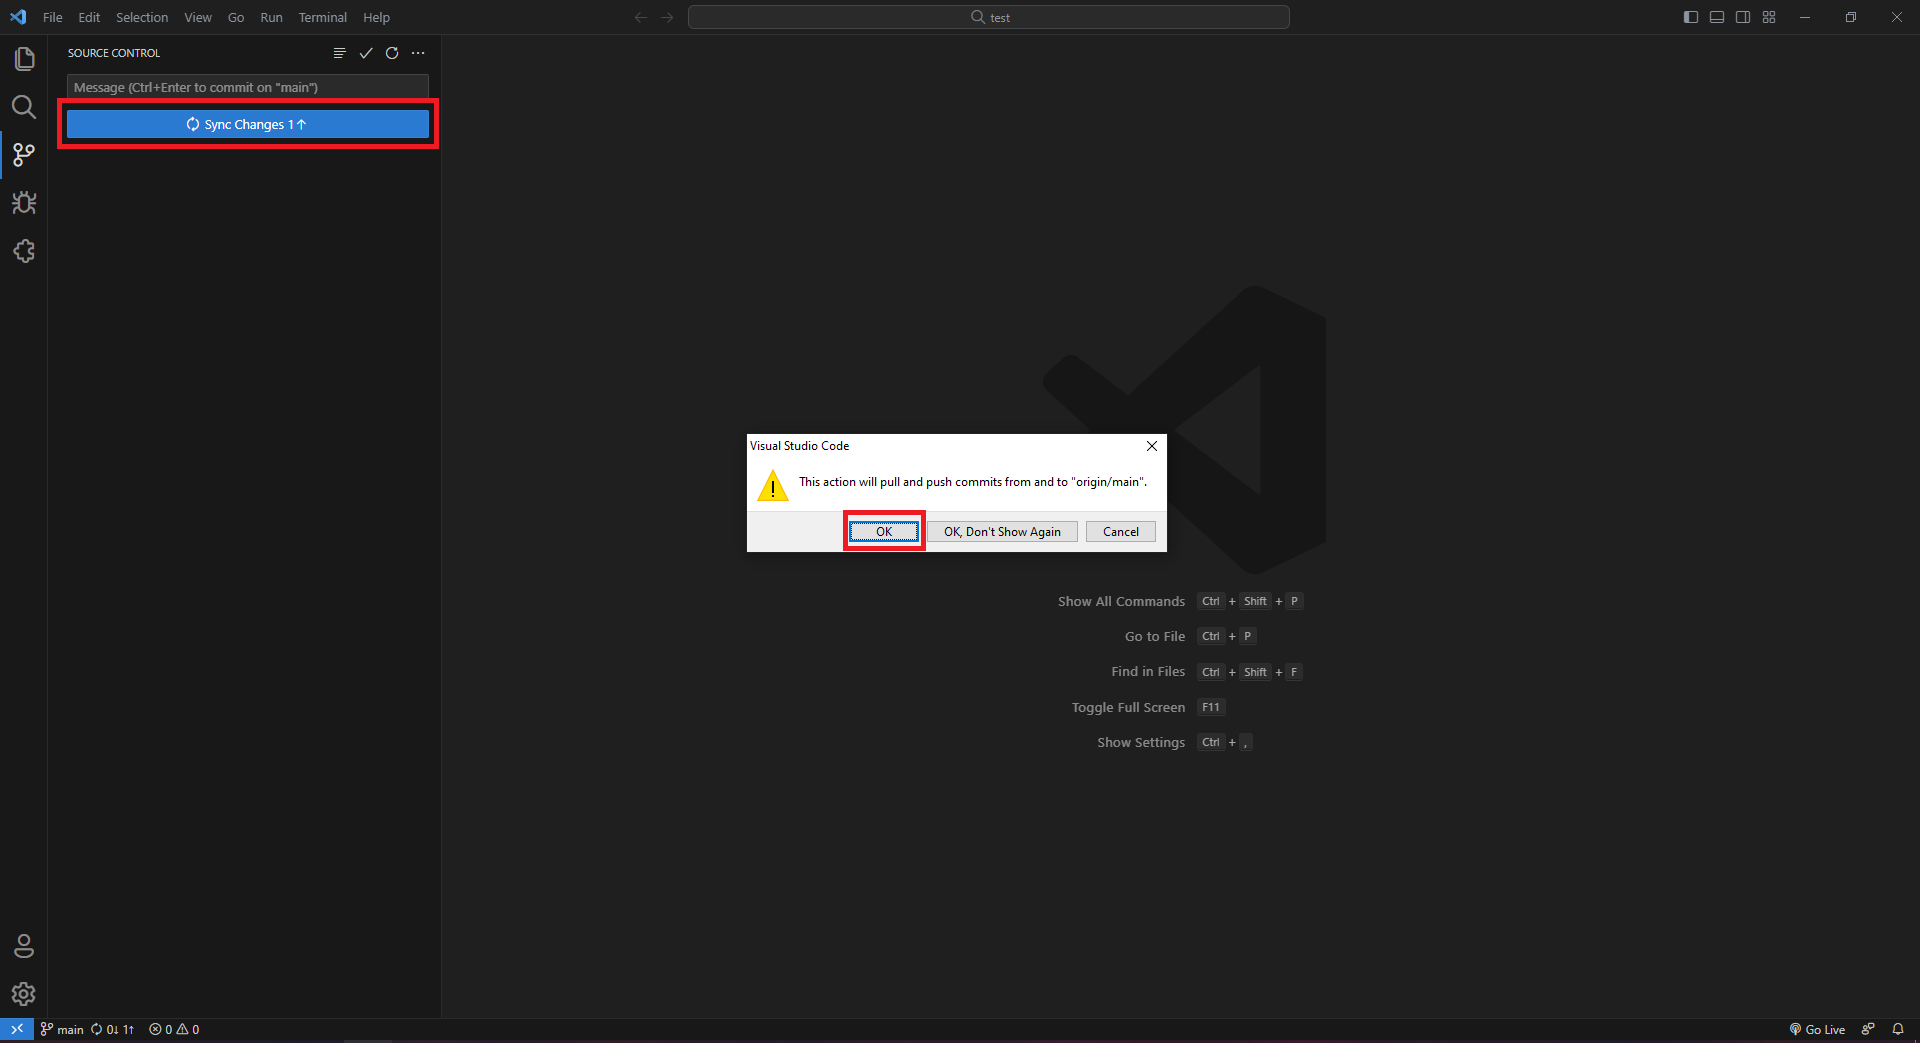 File Edit Selection View Go Run Terminal Help
test
SOURCE CONTROL
Message (Ctrl+Enter to commit on "main")
Sync Changes 1↑
Visual Studio Code
This action will pull and push commits from and to "origin/main".
OK
OK, Don't Show Again
Cancel
Show All Commands Ctrl + Shift + P
Go to File Ctrl + P
Find in Files Ctrl + Shift + F
Toggle Full Screen F11
Show Settings Ctrl + ,
main 0↓ 1↑ 0 0
Go Live